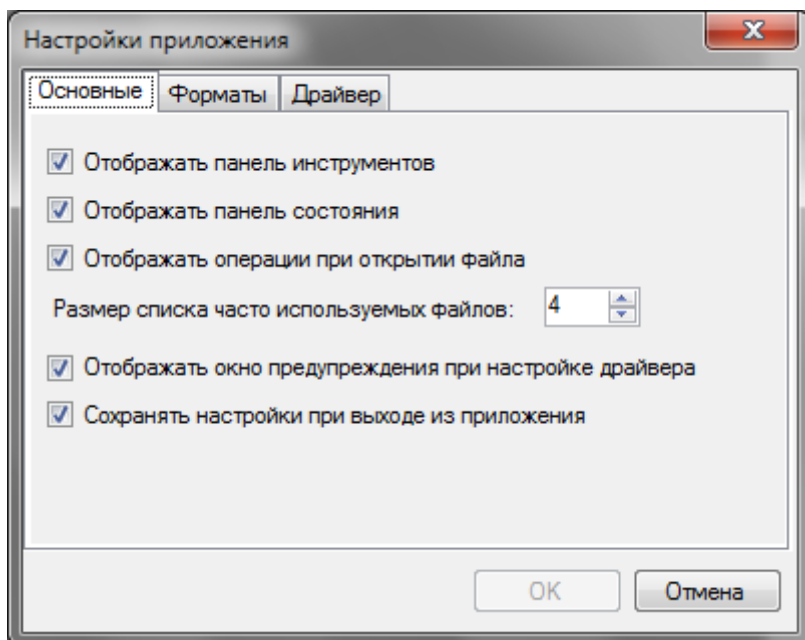 Настройки приложения
Основные Форматы Драйвер
Отображать панель инструментов
Отображать панель состояния
Отображать операции при открытии файла
Размер списка часто используемых файлов: 4
Отображать окно предупреждения при настройке драйвера
Сохранять настройки при выходе из приложения
OK Отмена